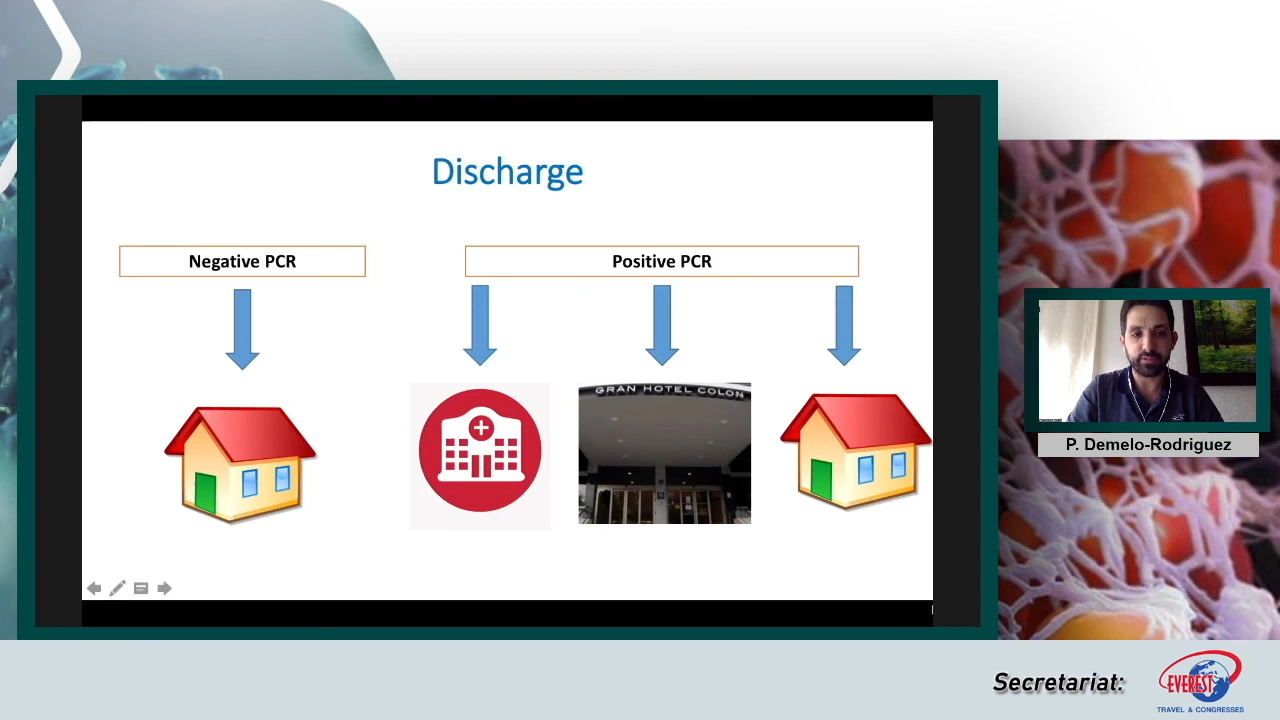 Discharge
Negative PCR
Positive PCR
GRAN HOTEL COLON
P. Demelo-Rodriguez
Secretariat:
EVEREST
TRAVEL & CONGRESSES